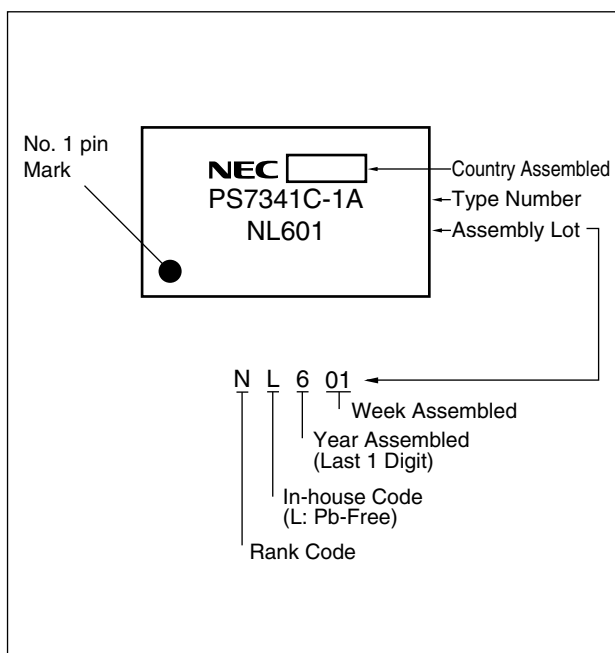 No. 1 pin
Mark
NEC
Country Assembled
PS7341C-1A
Type Number
NL601
Assembly Lot
N L 6 01
Week Assembled
Year Assembled
(Last 1 Digit)
In-house Code
(L: Pb-Free)
Rank Code